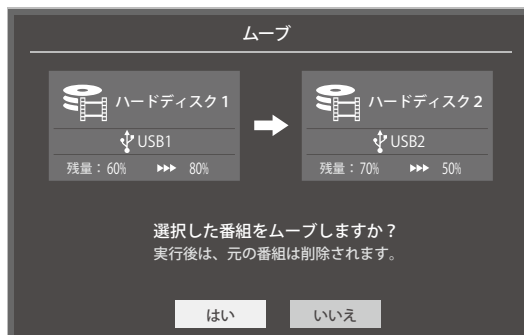 ムーブ
ハードディスク1
USB1
残量：60% ▸▸▸ 80%
ハードディスク2
USB2
残量：70% ▸▸▸ 50%
選択した番組をムーブしますか？
実行後は、元の番組は削除されます。
はい
いいえ